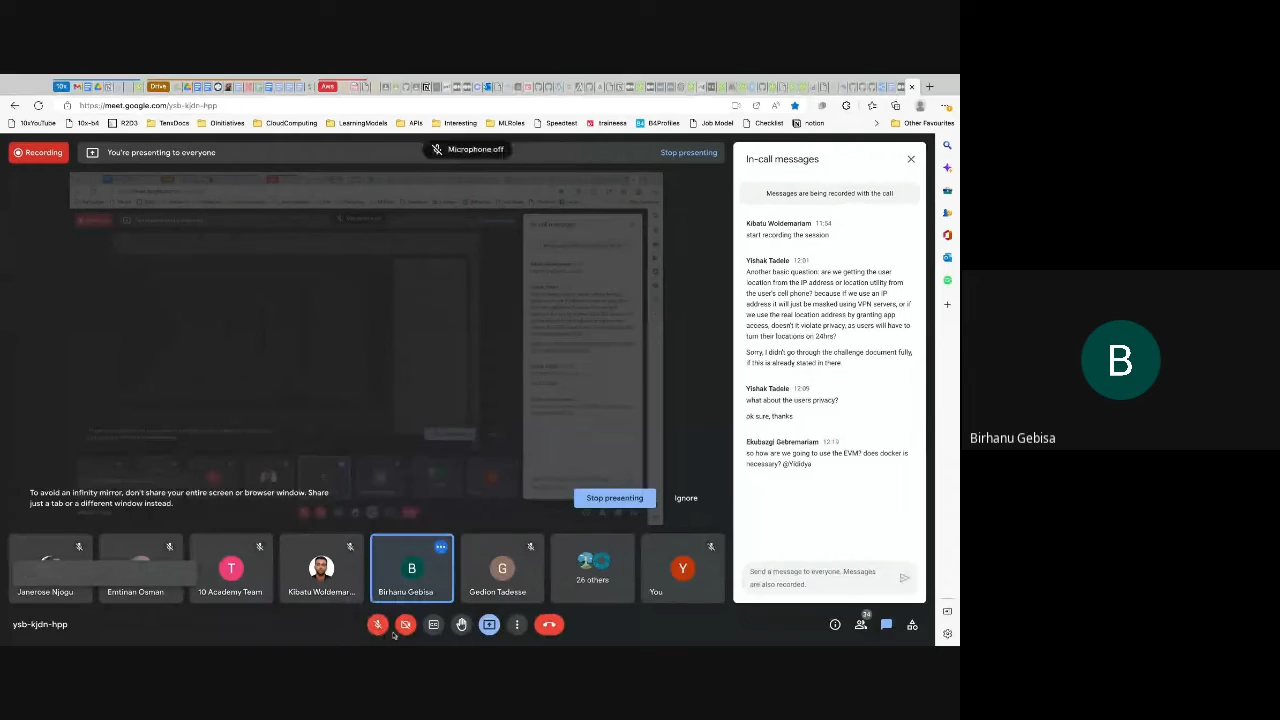 10x
Drive
Aws
https://meet.google.com/ysb-kjdn-hpp
10xYouTube
10x-b4
R2D3
TenxDocs
OInitiatives
CloudComputing
LearningModels
APIs
Interesting
MLRoles
Speedtest
traineesa
B4Profiles
Job Model
Checklist
notion
Other Favourites
Recording
You're presenting to everyone
Microphone off
Stop presenting
In-call messages
Messages are being recorded with the call
Kibatu Woldemariam 11:54
start recording the session
Yishak Tadele 12:01
Another basic question: are we getting the user
location from the IP address or location utility from
the user's cell phone? because if we use an IP
address it will just be masked using VPN servers, or if
we use the real location address by granting app
access, doesn't it violate privacy, as users will have to
turn their locations on 24hrs?
Sorry, I didn't go through the challenge document fully,
if this is already stated in there.
Yishak Tadele 12:09
what about the users privacy?
ok sure, thanks
Ekubazgi Gebremariam 12:19
so how are we going to use the EVM? does docker is
necessary? @Yididya
Send a message to everyone. Messages
are also recorded.
To avoid an infinity mirror, don't share your entire screen or browser window. Share
just a tab or a different window instead.
Stop presenting
Ignore
Janerose Njogu
Emtinan Osman
T
10 Academy Team
Kibatu Woldemar...
B
Birhanu Gebisa
G
Gedion Tadesse
26 others
Y
You
ysb-kjdn-hpp
34
B
Birhanu Gebisa